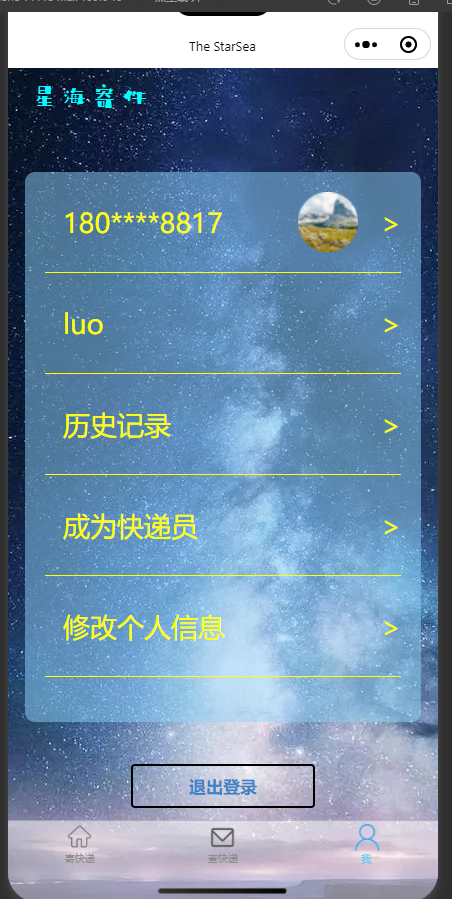 The StarSea
星海寄件
180****8817 >
luo >
历史记录 >
成为快递员 >
修改个人信息 >
退出登录
寄快递
查快递
我